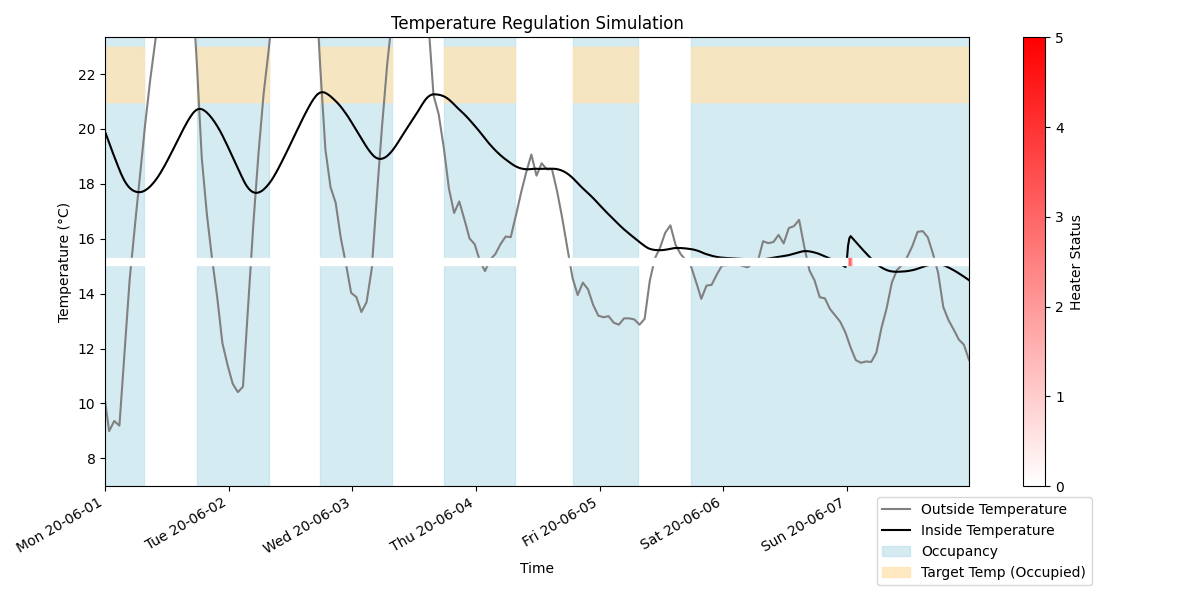 Temperature Regulation Simulation
Temperature (°C)
22
20
18
16
14
12
10
8
Mon 20-06-01
Tue 20-06-02
Wed 20-06-03
Thu 20-06-04
Fri 20-06-05
Sat 20-06-06
Sun 20-06-07
Time
5
4
3
2
1
0
Heater Status
Outside Temperature
Inside Temperature
Occupancy
Target Temp (Occupied)